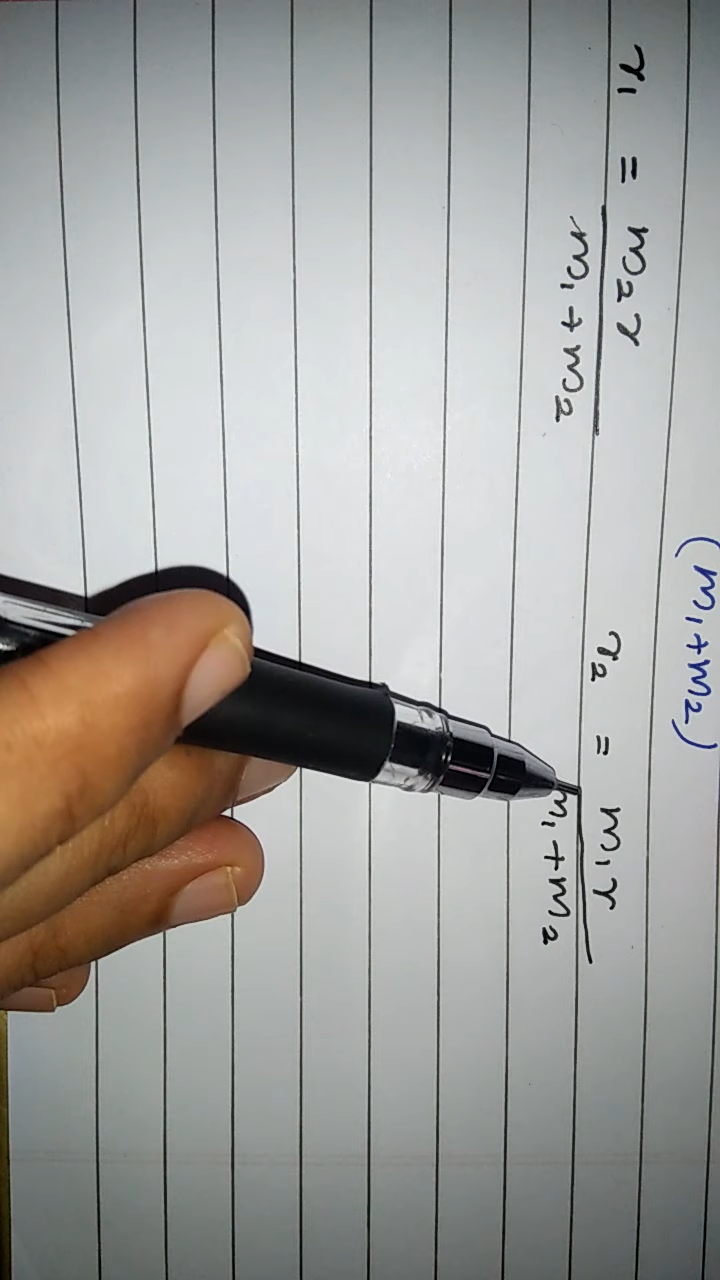 (m₁+m₂)
r₁ = m₂r / m₁+m₂
r₂ = m₁r / m₁+m₂